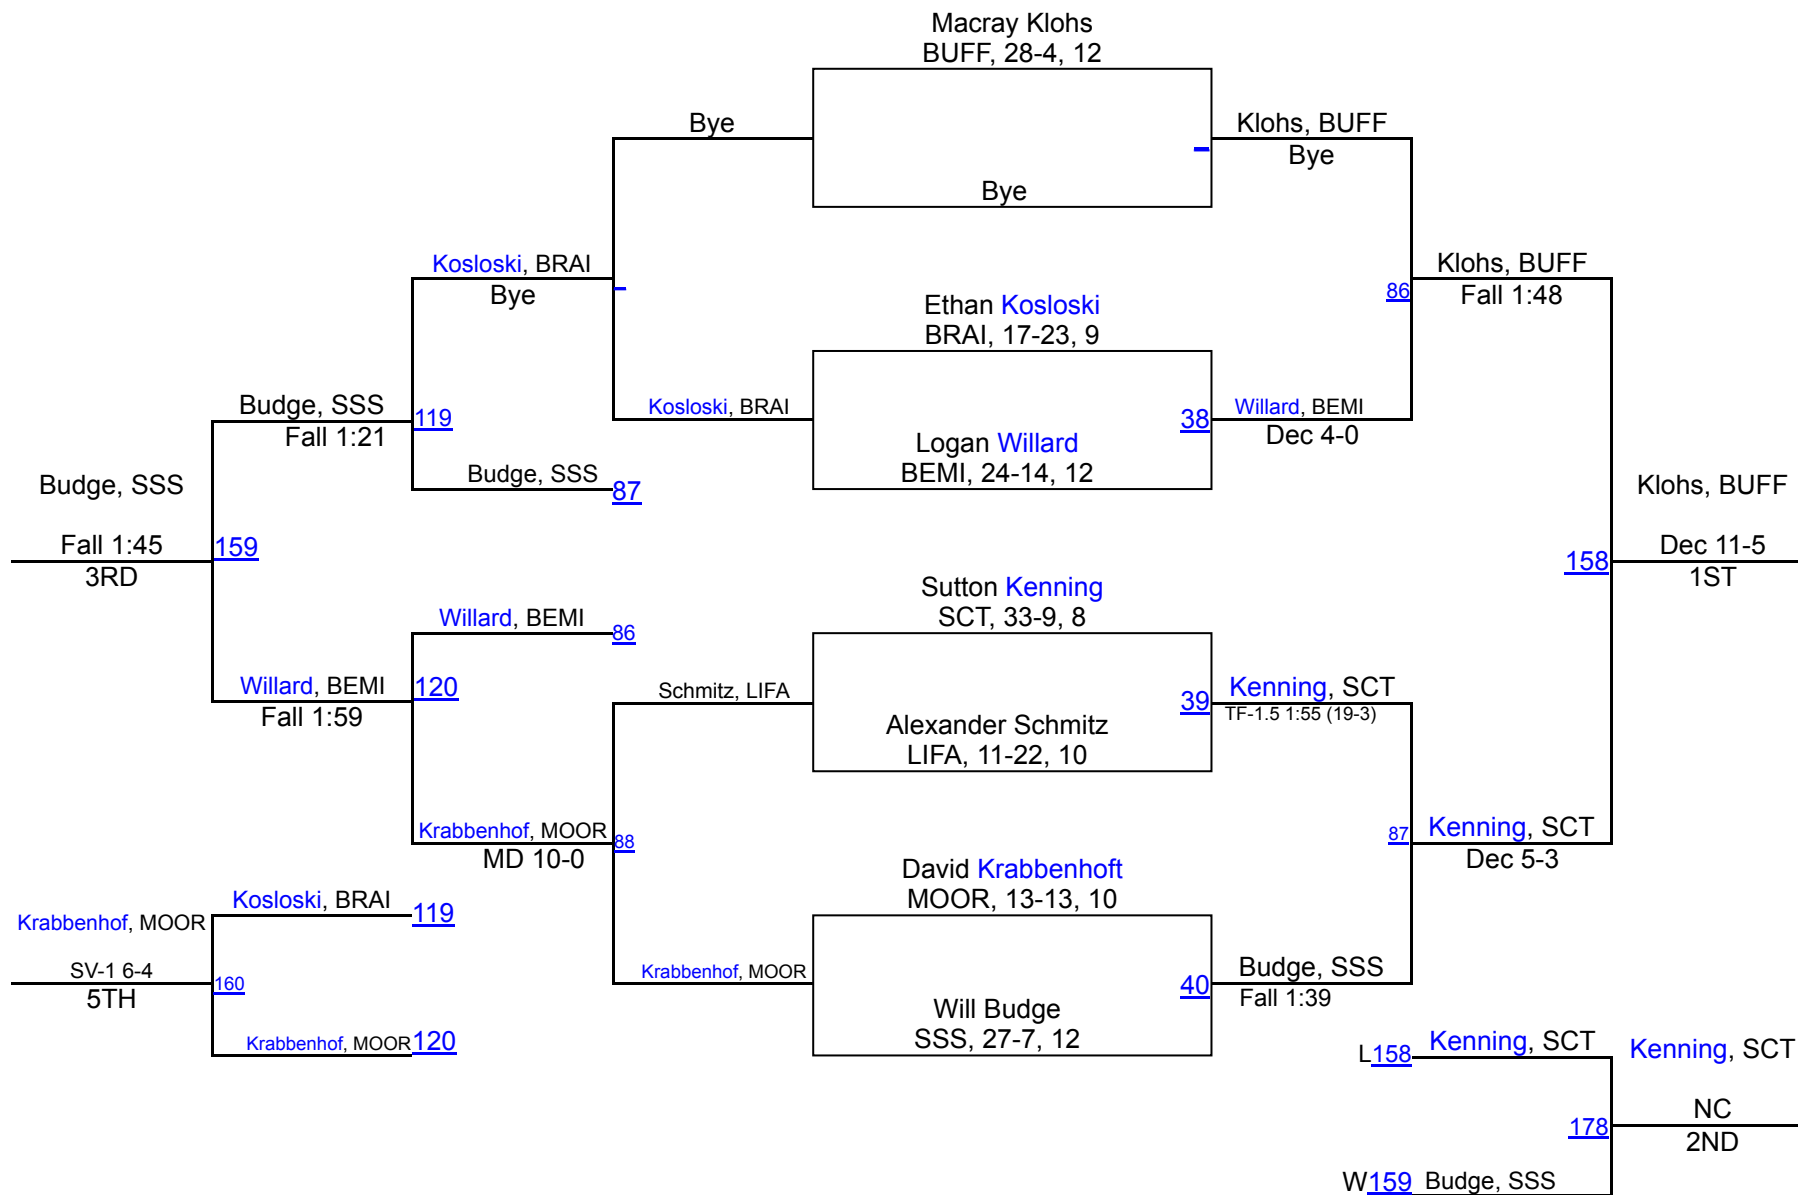 Macray Klohs
BUFF, 28-4, 12
Bye
Klohs, BUFF
Bye
Bye
Kosloski, BRAI
Bye
Klohs, BUFF
86
Fall 1:48
Ethan Kosloski
BRAI, 17-23, 9
Budge, SSS
Fall 1:21
119
Kosloski, BRAI
38
Willard, BEMI
Dec 4-0
Logan Willard
BEMI, 24-14, 12
Budge, SSS
87
Budge, SSS
Fall 1:45
3RD
159
Klohs, BUFF
158
Dec 11-5
1ST
Sutton Kenning
SCT, 33-9, 8
Willard, BEMI
86
Willard, BEMI
Fall 1:59
120
Schmitz, LIFA
39
Kenning, SCT
TF-1.5 1:55 (19-3)
Alexander Schmitz
LIFA, 11-22, 10
Krabbenhof, MOOR
MD 10-0
88
87
Kenning, SCT
Dec 5-3
David Krabbenhoft
MOOR, 13-13, 10
Kosloski, BRAI
119
Krabbenhof, MOOR
SV-1 6-4
5TH
160
Krabbenhof, MOOR
40
Budge, SSS
Fall 1:39
Will Budge
SSS, 27-7, 12
Krabbenhof, MOOR
120
L158
Kenning, SCT
Kenning, SCT
178
NC
2ND
W159
Budge, SSS